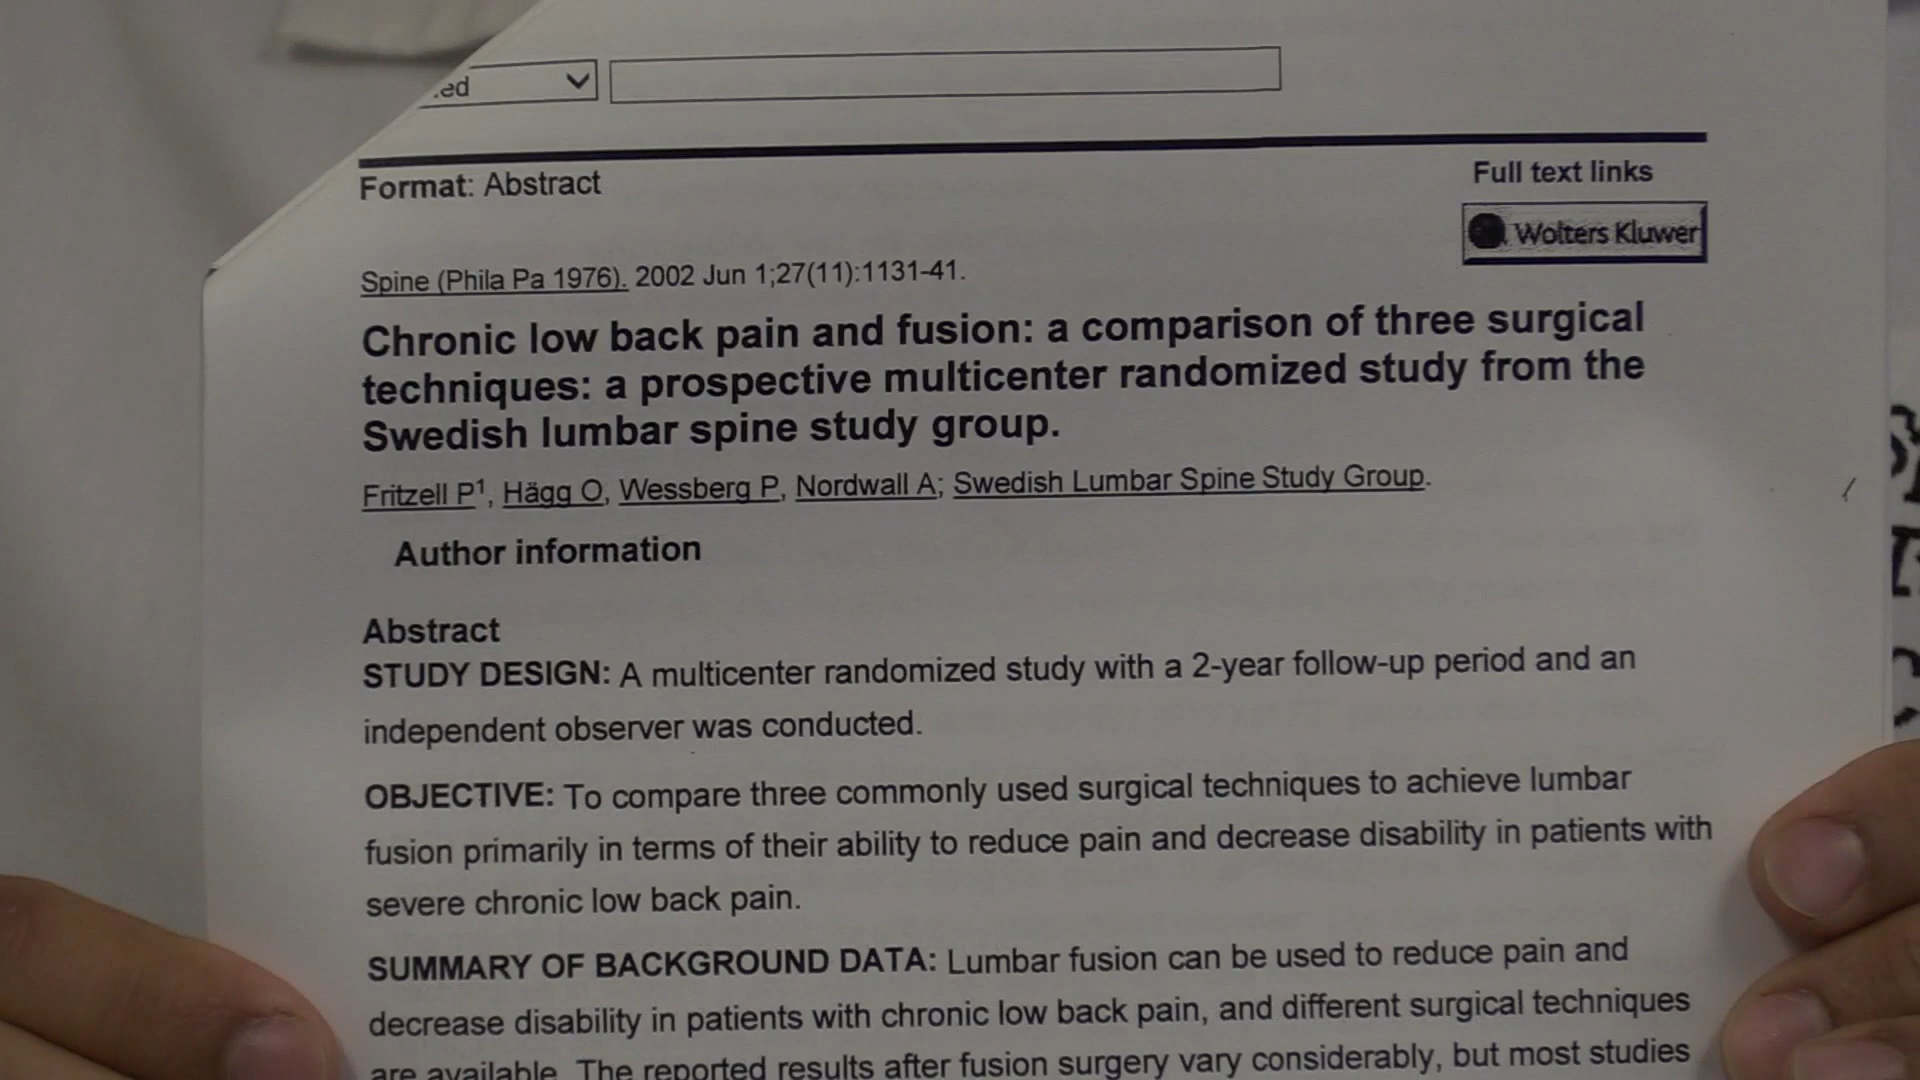 .ed
Format: Abstract
Full text links
Wolters Kluwer
Spine (Phila Pa 1976). 2002 Jun 1;27(11):1131-41.
Chronic low back pain and fusion: a comparison of three surgical
techniques: a prospective multicenter randomized study from the
Swedish lumbar spine study group.
Fritzell P¹, Hägg O, Wessberg P, Nordwall A; Swedish Lumbar Spine Study Group.
Author information
Abstract
STUDY DESIGN: A multicenter randomized study with a 2-year follow-up period and an
independent observer was conducted.
OBJECTIVE: To compare three commonly used surgical techniques to achieve lumbar
fusion primarily in terms of their ability to reduce pain and decrease disability in patients with
severe chronic low back pain.
SUMMARY OF BACKGROUND DATA: Lumbar fusion can be used to reduce pain and
decrease disability in patients with chronic low back pain, and different surgical techniques
are available. The reported results after fusion surgery vary considerably, but most studies